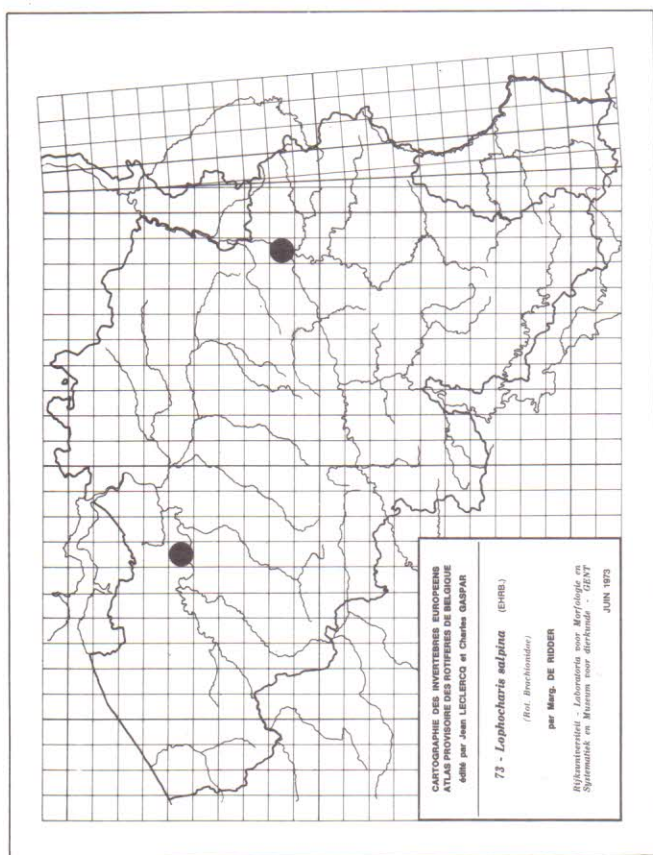 CARTOGRAPHIE DES INVERTEBRES EUROPEENS
ATLAS PROVISOIRE DES ROTIFERES DE BELGIQUE
édité par Jean LECLERCQ et Charles GASPAR
73 - Lophocharis salpina (EHRB.)
(Rot. Brachionidae)
par Marg. DE RIDDER
Rijksuniversiteit - Laboratoria voor Morfologie en
Systematiek en Museum voor dierkunde - GENT
JUIN 1973